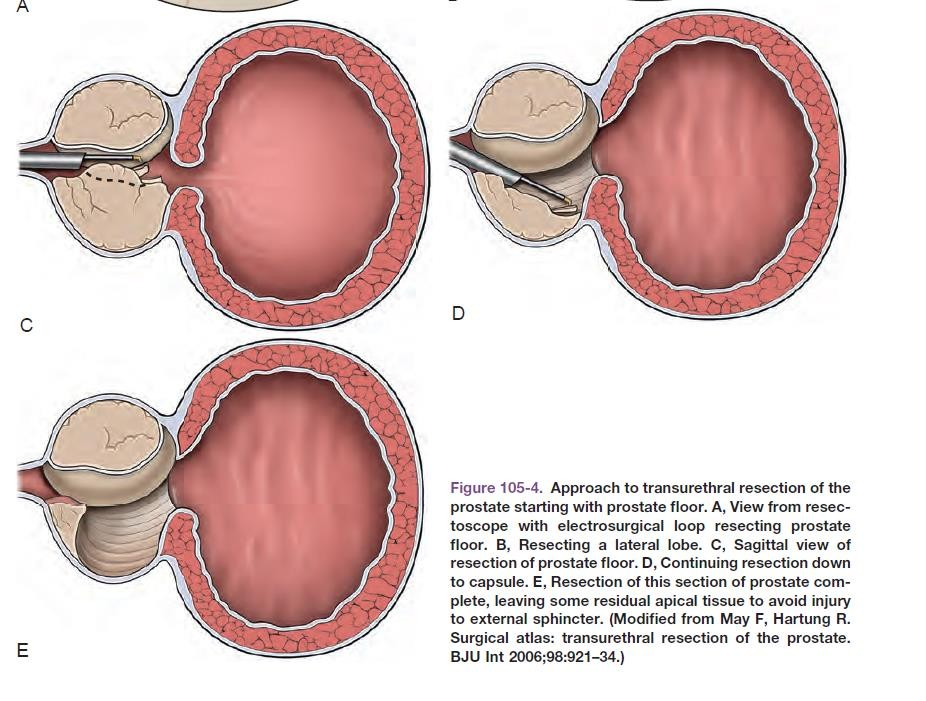 A
C
D
E
Figure 105-4. Approach to transurethral resection of the
prostate starting with prostate floor. A, View from resec-
toscope with electrosurgical loop resecting prostate
floor. B, Resecting a lateral lobe. C, Sagittal view of
resection of prostate floor. D, Continuing resection down
to capsule. E, Resection of this section of prostate com-
plete, leaving some residual apical tissue to avoid injury
to external sphincter. (Modified from May F, Hartung R.
Surgical atlas: transurethral resection of the prostate.
BJU Int 2006;98:921–34.)